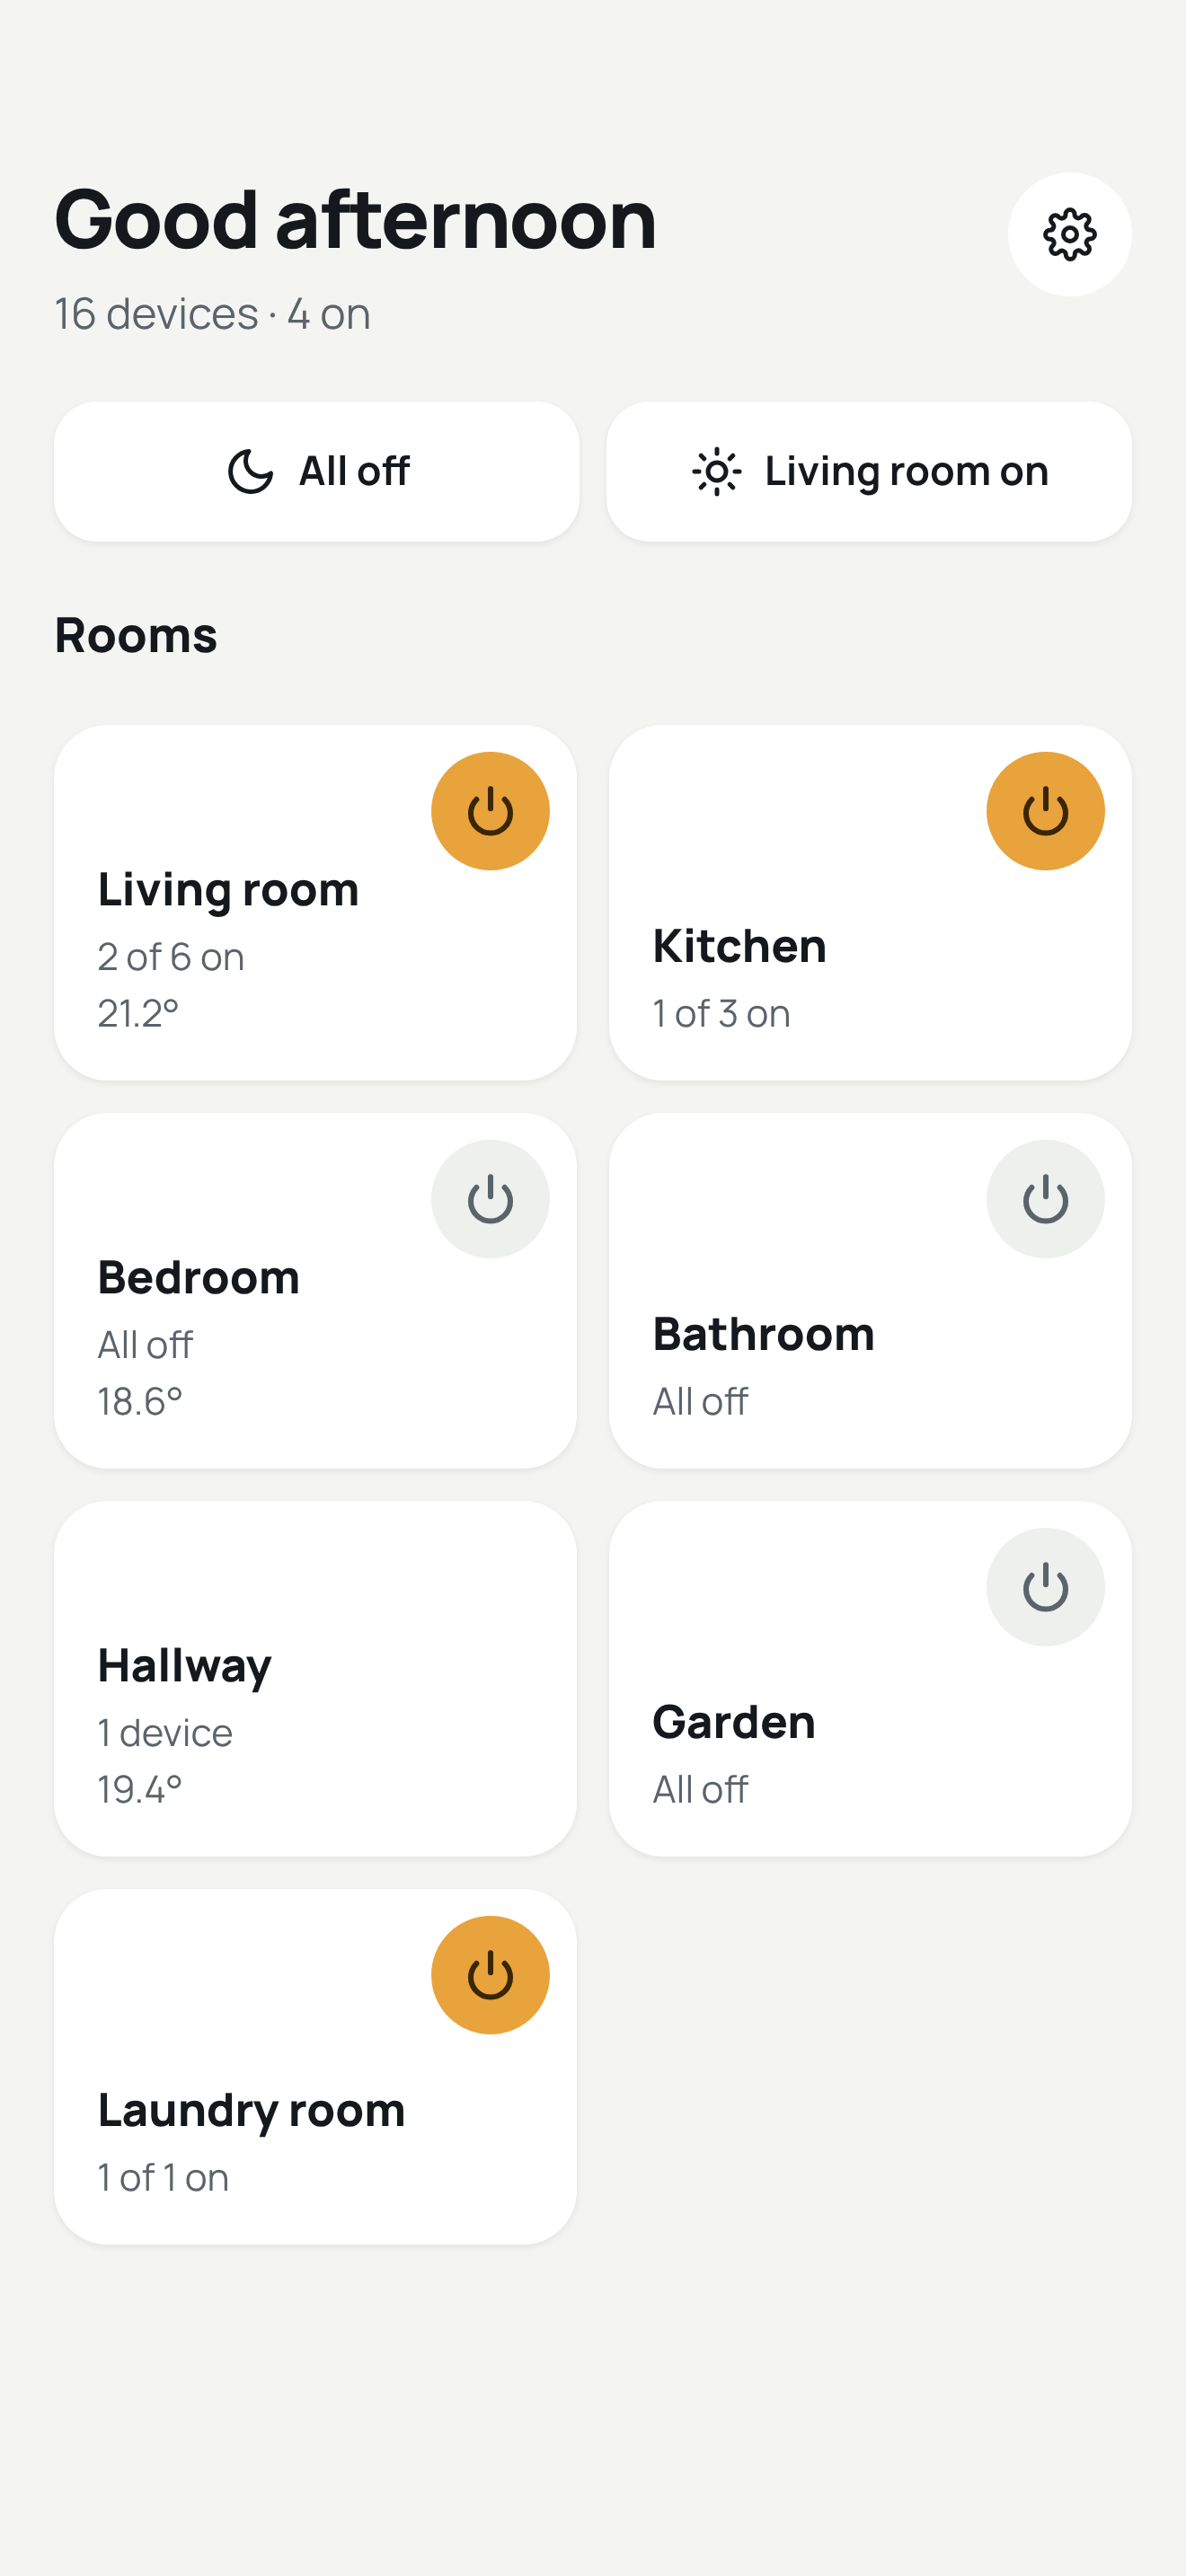 Good afternoon
16 devices · 4 on
All off
Living room on
Rooms
Living room
2 of 6 on
21.2°
Kitchen
1 of 3 on
Bedroom
All off
18.6°
Bathroom
All off
Hallway
1 device
19.4°
Garden
All off
Laundry room
1 of 1 on